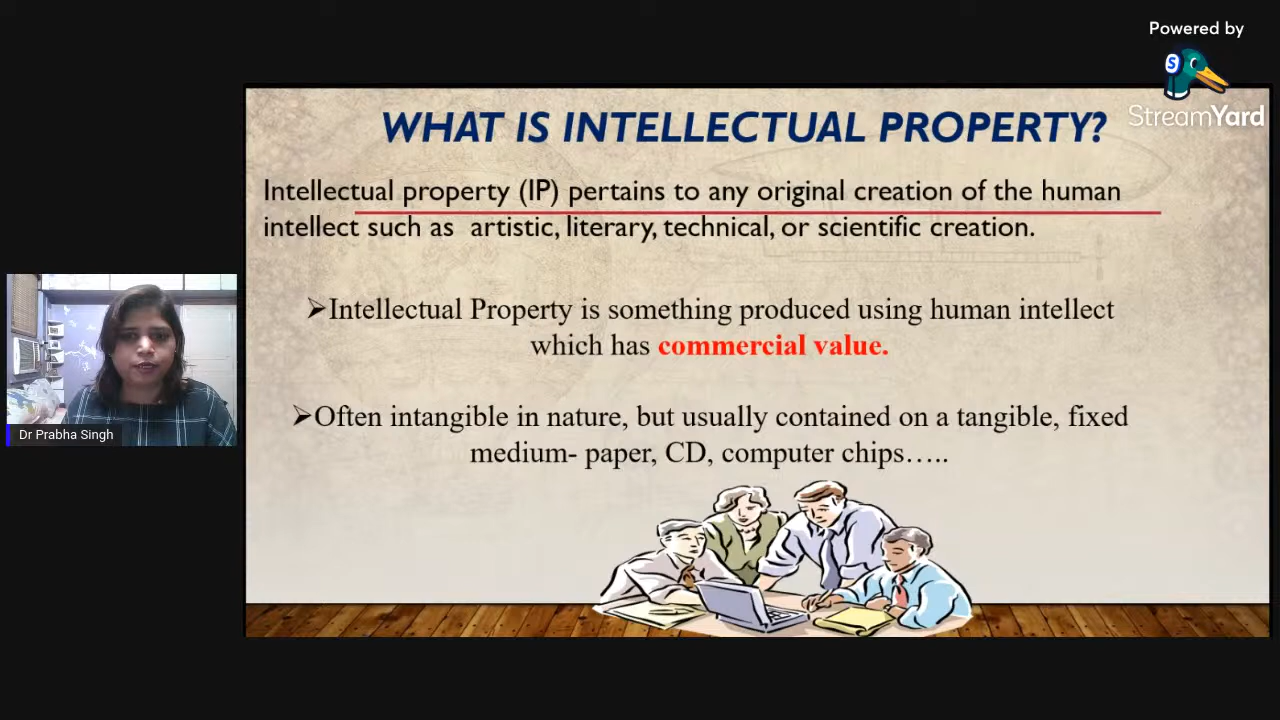 Powered by
S
StreamYard
WHAT IS INTELLECTUAL PROPERTY?
Intellectual property (IP) pertains to any original creation of the human
intellect such as artistic, literary, technical, or scientific creation.
➢Intellectual Property is something produced using human intellect
which has commercial value.
➢Often intangible in nature, but usually contained on a tangible, fixed
medium- paper, CD, computer chips…..
Dr Prabha Singh